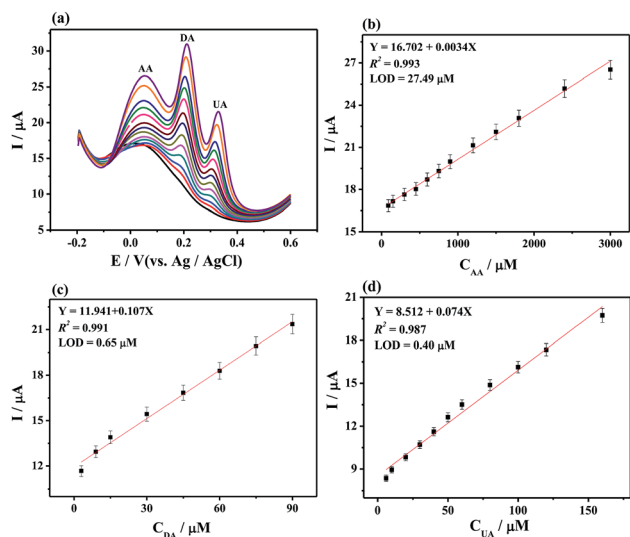 (a)
AA
DA
UA
I / μA
35
30
25
20
15
10
5
-0.2
0.0
0.2
0.4
0.6
E / V(vs. Ag / AgCl)
(b)
Y = 16.702 + 0.0034X
R² = 0.993
LOD = 27.49 μM
I / μA
27
24
21
18
15
0
1000
2000
3000
C_AA / μM
(c)
Y = 11.941+0.107X
R² = 0.991
LOD = 0.65 μM
I / μA
21
18
15
12
0
30
60
90
C_DA / μM
(d)
Y = 8.512 + 0.074X
R² = 0.987
LOD = 0.40 μM
I / μA
21
18
15
12
9
6
0
50
100
150
C_UA / μM